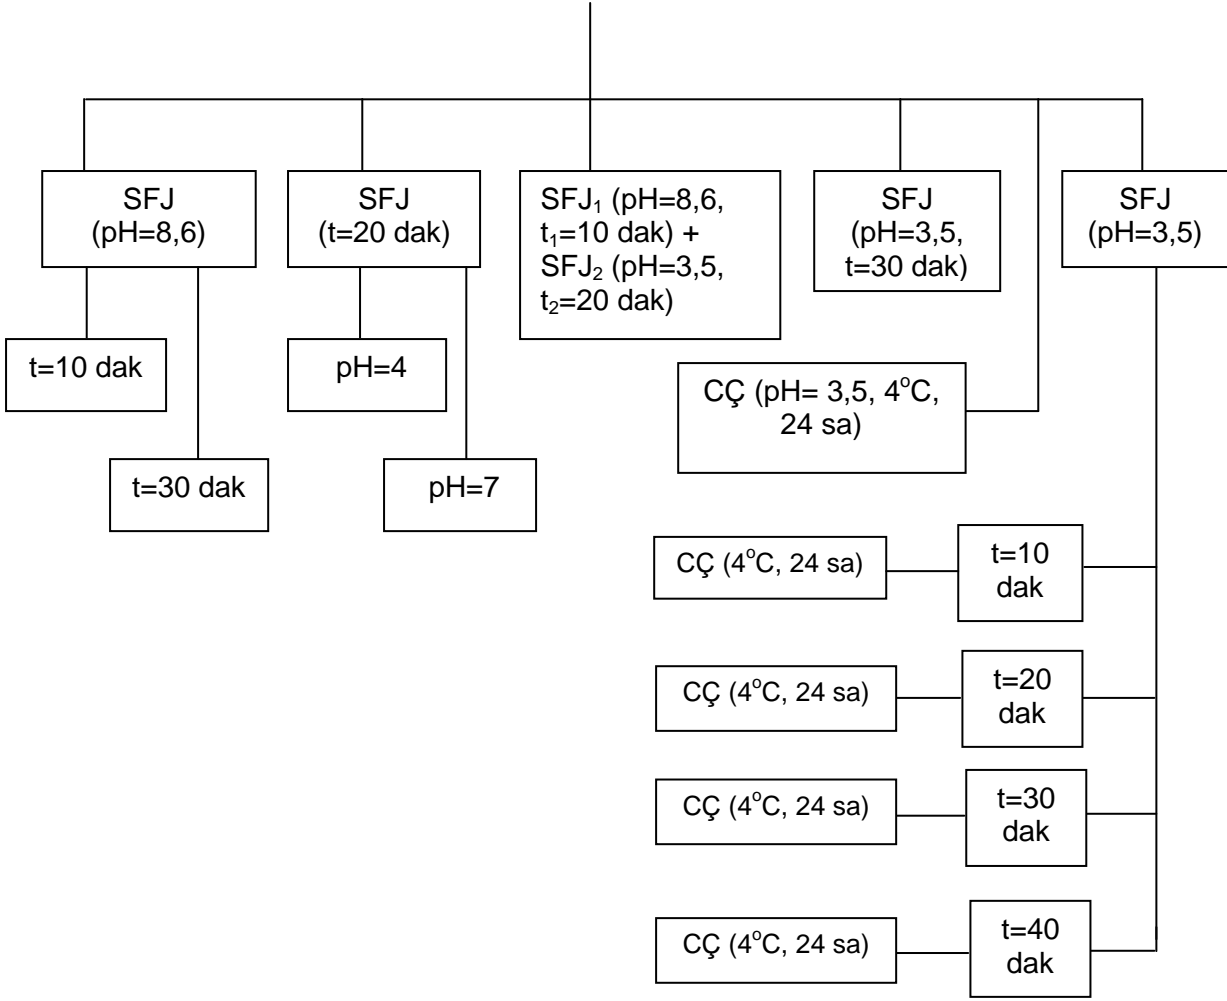 SFJ
(pH=8,6)
t=10 dak
t=30 dak
SFJ
(t=20 dak)
pH=4
pH=7
SFJ₁ (pH=8,6,
t₁=10 dak) +
SFJ₂ (pH=3,5,
t₂=20 dak)
SFJ
(pH=3,5,
t=30 dak)
CÇ (pH= 3,5, 4°C,
24 sa)
SFJ
(pH=3,5)
CÇ (4°C, 24 sa)
t=10
dak
CÇ (4°C, 24 sa)
t=20
dak
CÇ (4°C, 24 sa)
t=30
dak
CÇ (4°C, 24 sa)
t=40
dak